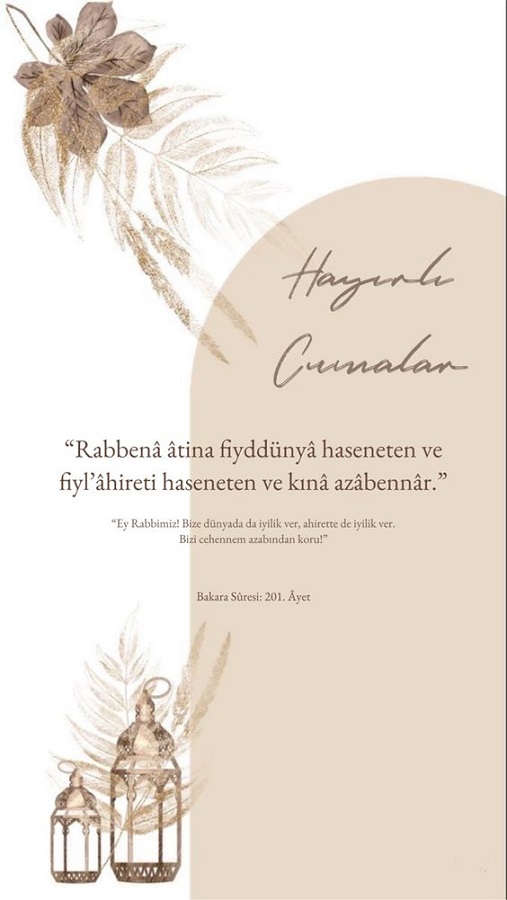 Hayırlı
Cumalar
“Rabbenâ âtina fiyddünyâ haseneten ve
fiyl’âhireti haseneten ve kınâ azâbennâr.”
“Ey Rabbimiz! Bize dünyada da iyilik ver, ahirette de iyilik ver.
Bizi cehennem azabından koru!”
Bakara Sûresi: 201. Âyet